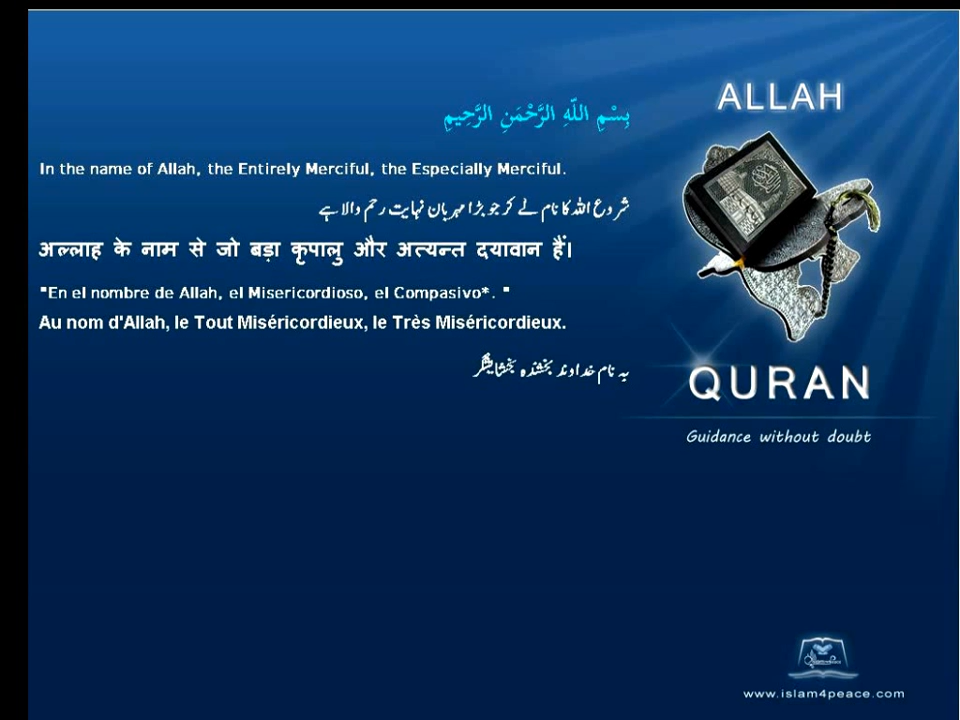 بِسْمِ اللّهِ الرَّحْمَنِ الرَّحِيمِ
In the name of Allah, the Entirely Merciful, the Especially Merciful.
شروع الله کا نام لے کر جو بڑا مہربان نہایت رحم والا ہے
अल्लाह के नाम से जो बड़ा कृपालु और अत्यन्त दयावान हैं।
"En el nombre de Allah, el Misericordioso, el Compasivo*. "
Au nom d'Allah, le Tout Miséricordieux, le Très Miséricordieux.
به نام خداوند بخشنده بخشایشگر
ALLAH
QURAN
Guidance without doubt
www.islam4peace.com